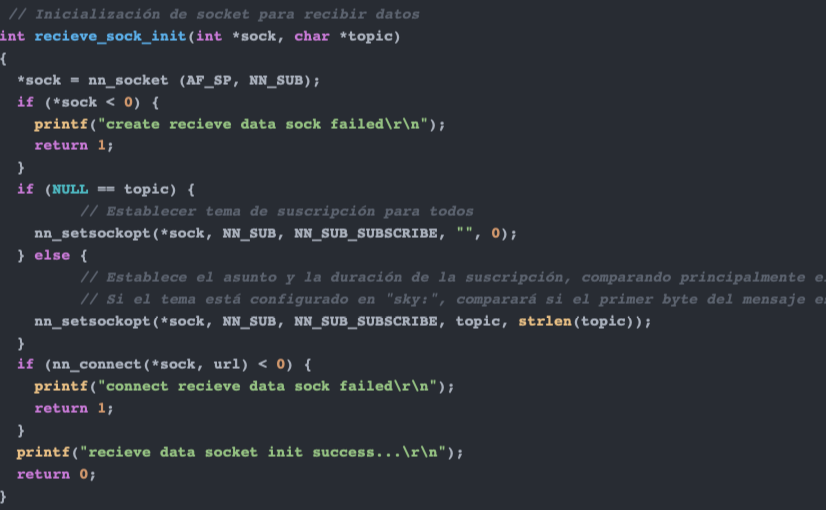 // Inicialización de socket para recibir datos
int recieve_sock_init(int *sock, char *topic)
{
  *sock = nn_socket (AF_SP, NN_SUB);
  if (*sock < 0) {
    printf("create recieve data sock failed\r\n");
    return 1;
  }
  if (NULL == topic) {
         // Establecer tema de suscripción para todos
    nn_setsockopt(*sock, NN_SUB, NN_SUB_SUBSCRIBE, "", 0);
  } else {
         // Establece el asunto y la duración de la suscripción, comparando principalmente
         // Si el tema está configurado en "sky:", comparará si el primer byte del mensaje
    nn_setsockopt(*sock, NN_SUB, NN_SUB_SUBSCRIBE, topic, strlen(topic));
  }
  if (nn_connect(*sock, url) < 0) {
    printf("connect recieve data sock failed\r\n");
    return 1;
  }
  printf("recieve data socket init success...\r\n");
  return 0;
}